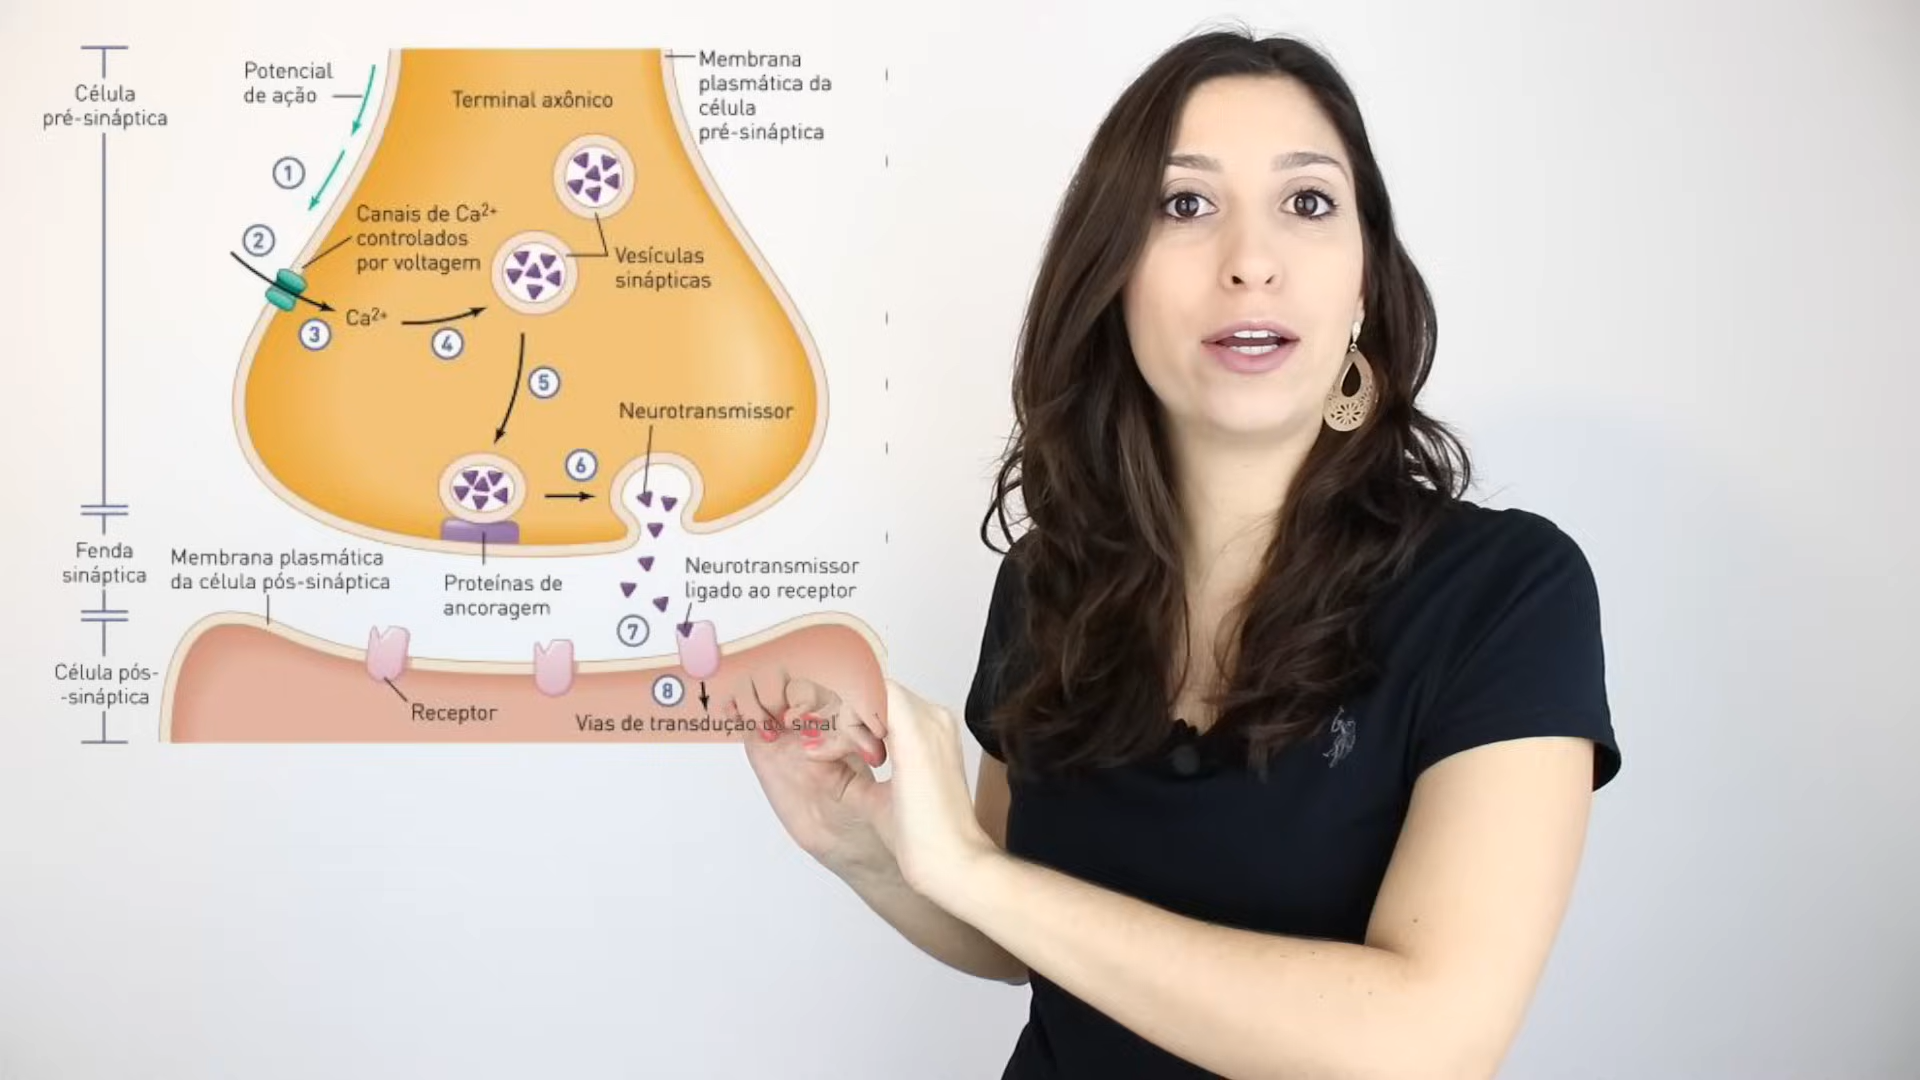 Célula
pré-sináptica
Potencial
de ação
Terminal axônico
Membrana
plasmática da
célula
pré-sináptica
1
2
Canais de Ca²⁺
controlados
por voltagem
Vesículas
sinápticas
3
Ca²⁺
4
5
Neurotransmissor
6
Fenda
sináptica
Membrana plasmática
da célula pós-sináptica
Proteínas de
ancoragem
Neurotransmissor
ligado ao receptor
7
Célula pós-
-sináptica
Receptor
8
Vias de transdução do sinal